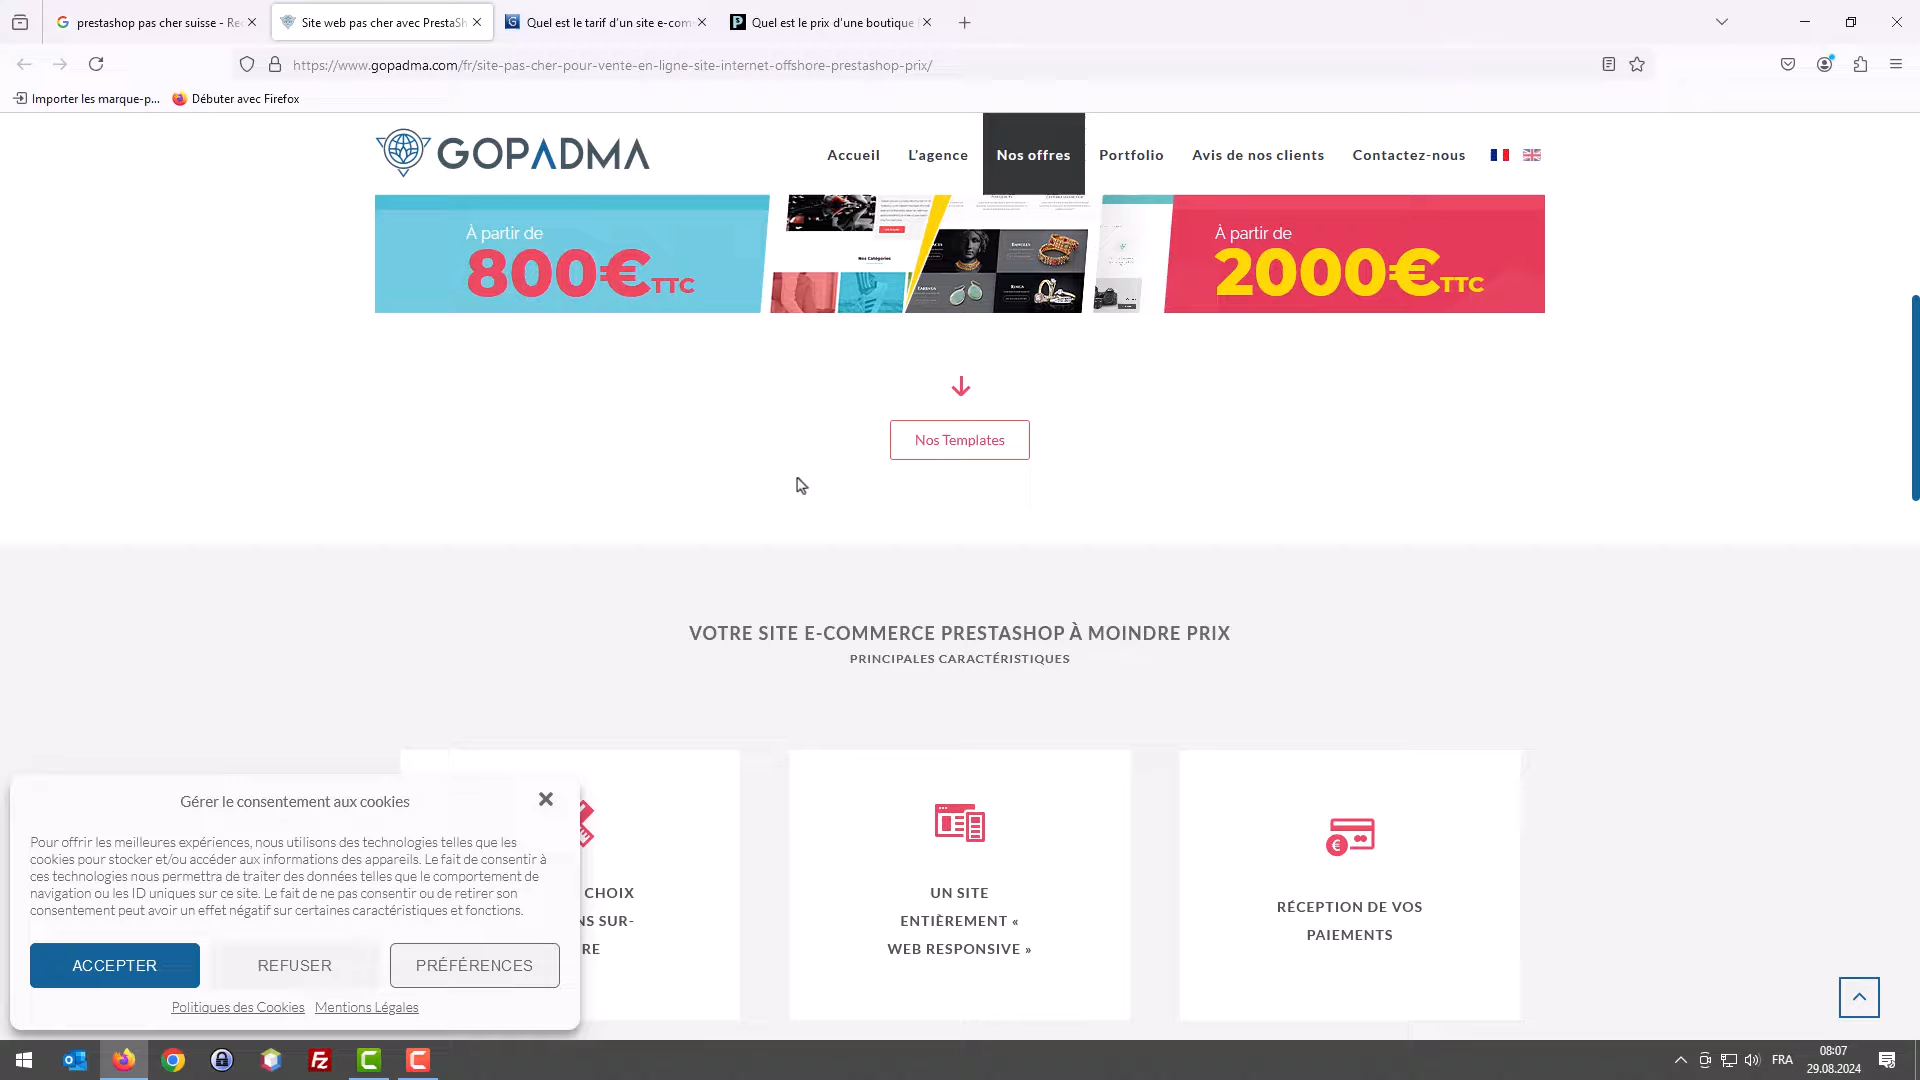 prestashop pas cher suisse - Re
Site web pas cher avec PrestaSh
Quel est le tarif d'un site e-com
Quel est le prix d'une boutique
https://www.gopadma.com/fr/site-pas-cher-pour-vente-en-ligne-site-internet-offshore-prestashop-prix/
Importer les marque-p...
Débuter avec Firefox
GOPADMA
Accueil
L'agence
Nos offres
Portfolio
Avis de nos clients
Contactez-nous
À partir de
800€TTC
Nos Catégories
À partir de
2000€TTC
Nos Templates
VOTRE SITE E-COMMERCE PRESTASHOP À MOINDRE PRIX
PRINCIPALES CARACTÉRISTIQUES
CHOIX
NS SUR-
RE
UN SITE
ENTIÈREMENT «
WEB RESPONSIVE »
RÉCEPTION DE VOS
PAIEMENTS
Gérer le consentement aux cookies
Pour offrir les meilleures expériences, nous utilisons des technologies telles que les
cookies pour stocker et/ou accéder aux informations des appareils. Le fait de consentir à
ces technologies nous permettra de traiter des données telles que le comportement de
navigation ou les ID uniques sur ce site. Le fait de ne pas consentir ou de retirer son
consentement peut avoir un effet négatif sur certaines caractéristiques et fonctions.
ACCEPTER
REFUSER
PRÉFÉRENCES
Politiques des Cookies
Mentions Légales
FRA
08:07
29.08.2024